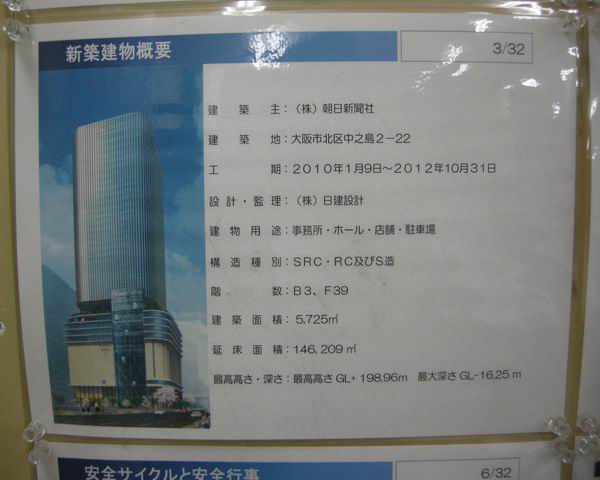 新築建物概要
3/32
建築主：（株）朝日新聞社
建築地：大阪市北区中之島２－２２
工期：２０１０年１月９日～２０１２年１０月３１日
設計・監理：（株）日建設計
建物用途：事務所・ホール・店舗・駐車場
構造種別：ＳＲＣ・ＲＣ及びＳ造
階数：Ｂ３、Ｆ39
建築面積：5,725㎡
延床面積：146,209㎡
最高高さ・深さ：最高高さ GL+ 198.96m 最大深さ GL-16.25 m
安全サイクルと安全行事
6/32